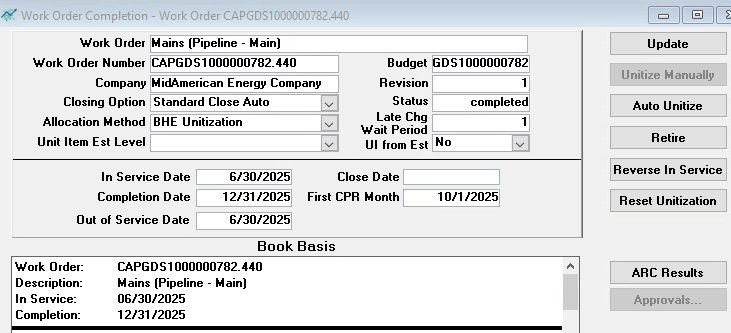 Work Order Completion - Work Order CAPGDS1000000782.440
Work Order Mains (Pipeline - Main)
Work Order Number CAPGDS1000000782.440 Budget GDS1000000782
Company MidAmerican Energy Company Revision 1
Closing Option Standard Close Auto Status completed
Allocation Method BHE Unitization Late Chg Wait Period 1
Unit Item Est Level UI from Est No
In Service Date 6/30/2025 Close Date
Completion Date 12/31/2025 First CPR Month 10/1/2025
Out of Service Date 6/30/2025
Update
Unitize Manually
Auto Unitize
Retire
Reverse In Service
Reset Unitization
Book Basis
Work Order: CAPGDS1000000782.440
Description: Mains (Pipeline - Main)
In Service: 06/30/2025
Completion: 12/31/2025
ARC Results
Approvals...